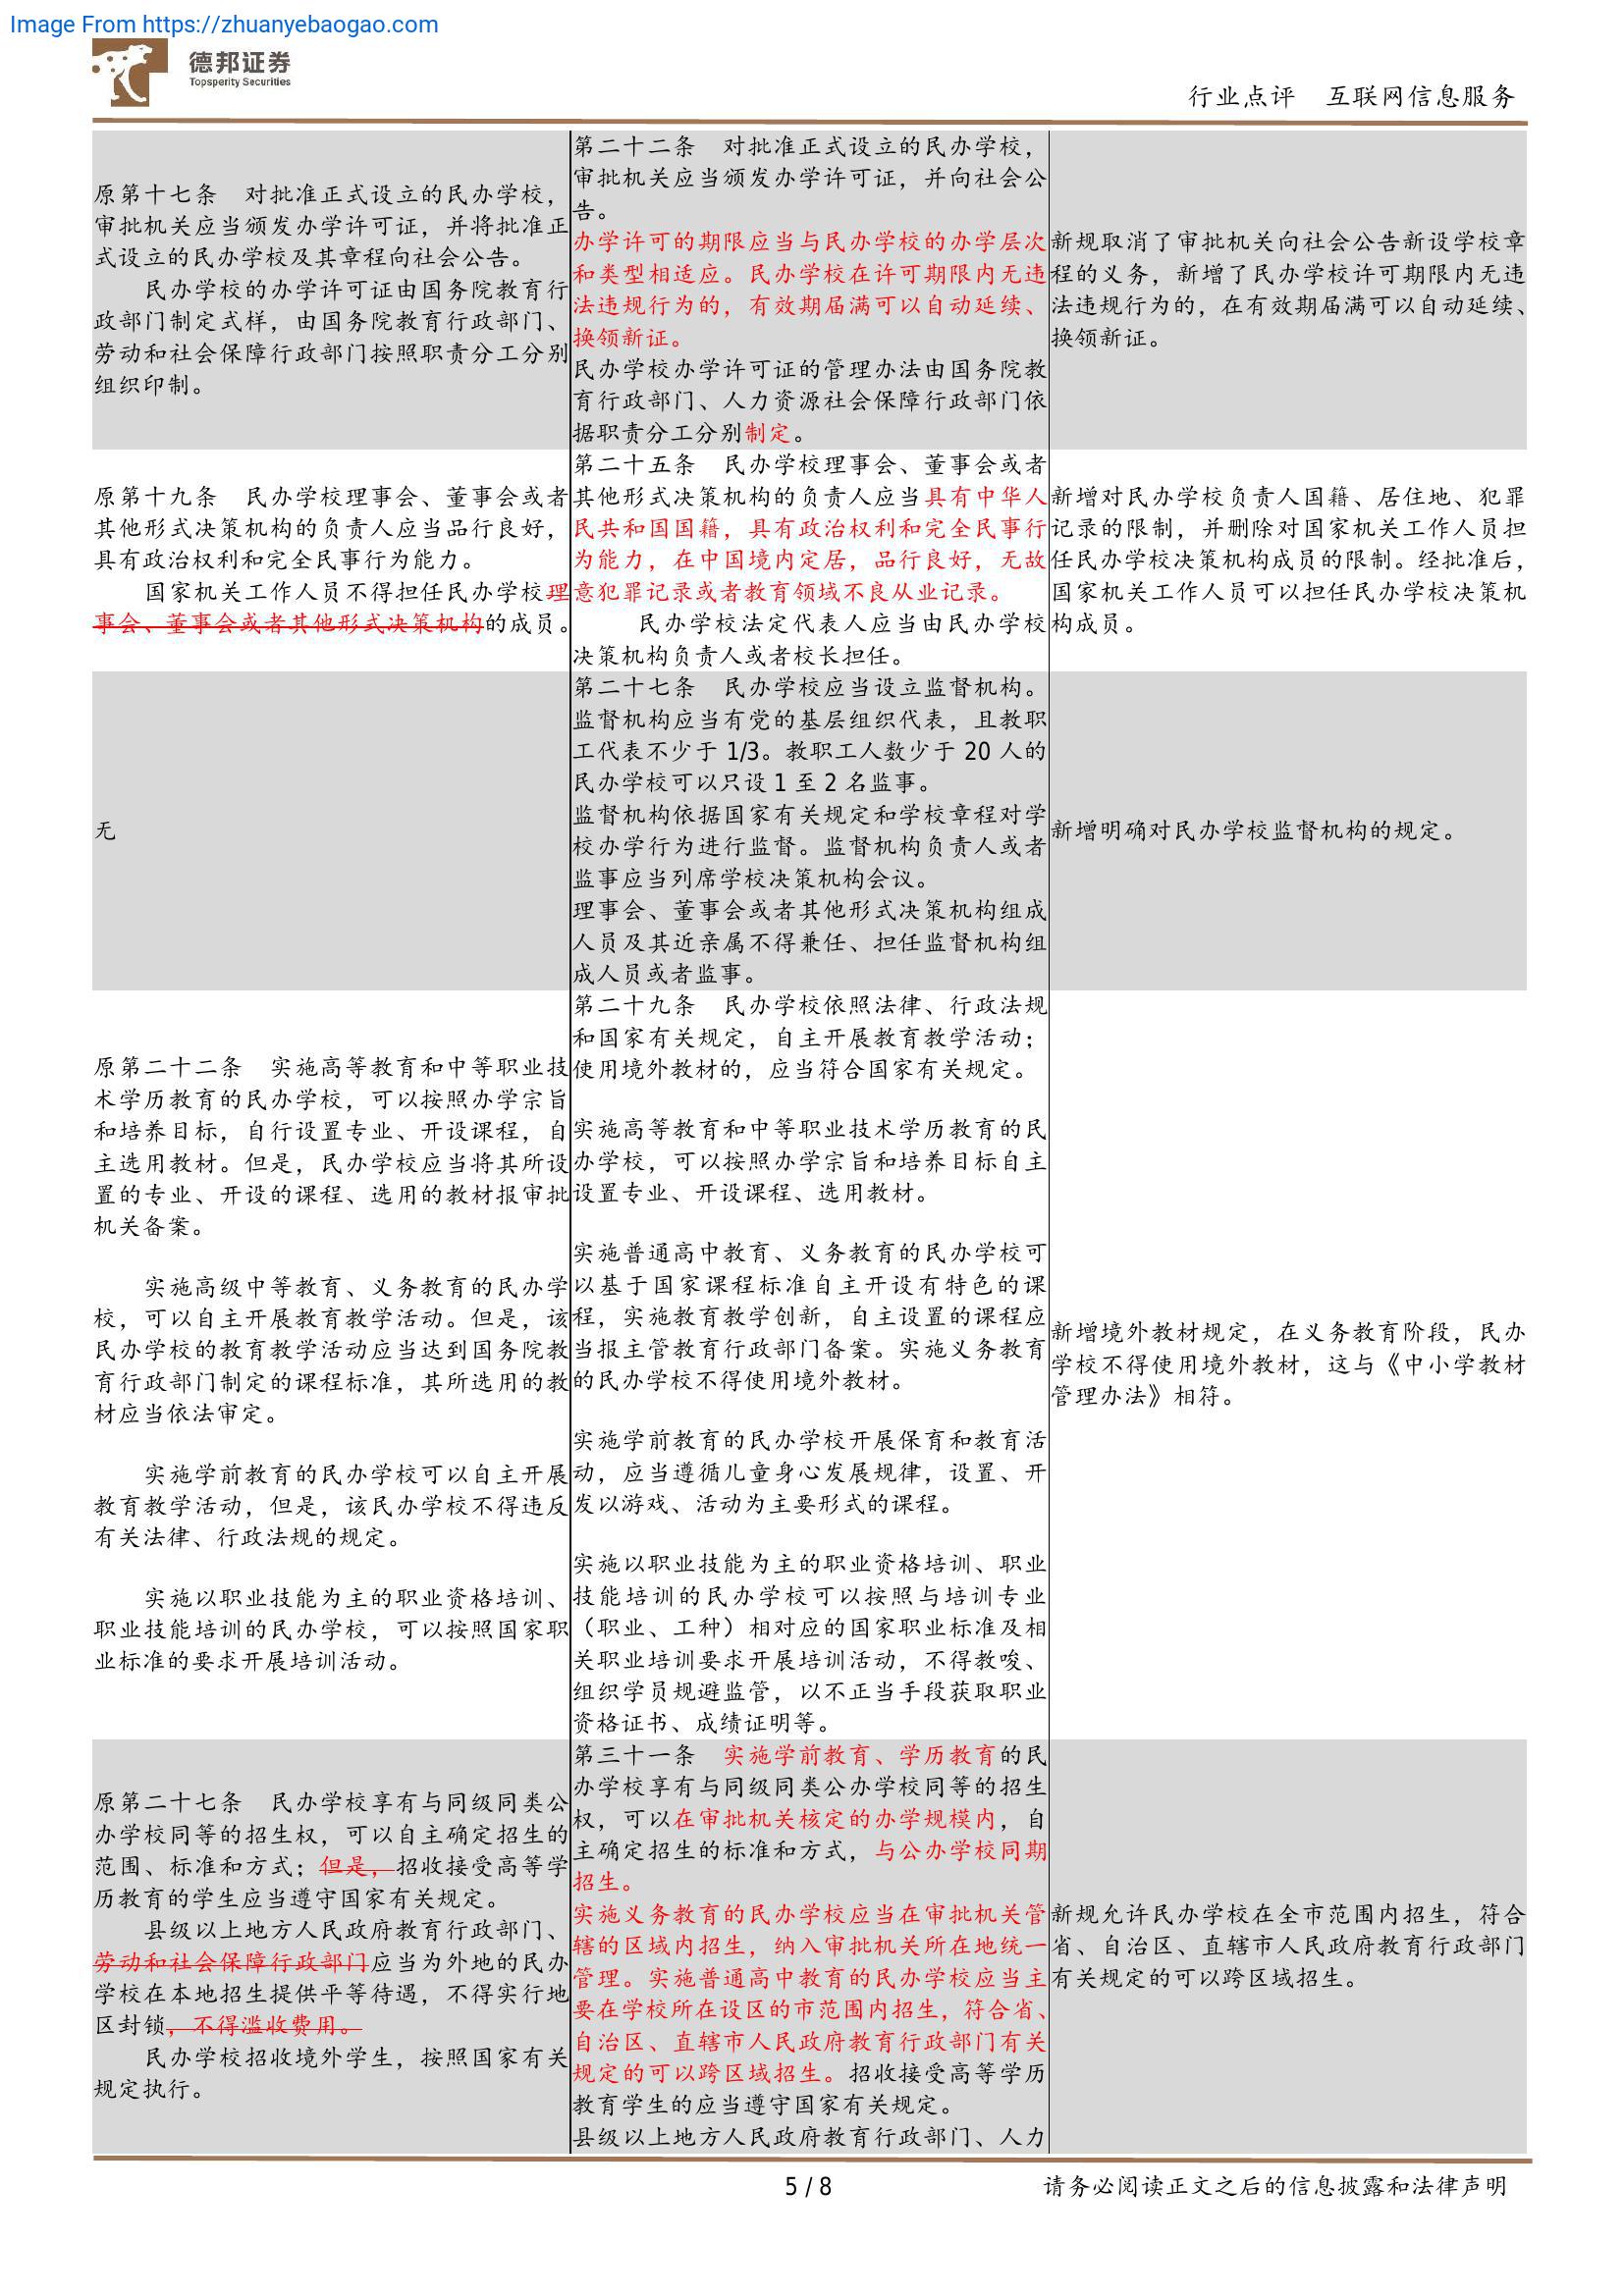 Image From https://zhuanyebaogao.com
德邦证券
Topsperity Securities
行业点评 互联网信息服务
原第十七条 对批准正式设立的民办学校，
审批机关应当颁发办学许可证，并将批准正
式设立的民办学校及其章程向社会公告。
民办学校的办学许可证由国务院教育行
政部门制定式样，由国务院教育行政部门、
劳动和社会保障行政部门按照职责分工分别
组织印制。
第二十二条 对批准正式设立的民办学校，
审批机关应当颁发办学许可证，并向社会公
告。
办学许可的期限应当与民办学校的办学层次
和类型相适应。民办学校在许可期限内无违
法违规行为的，有效期届满可以自动延续、
换领新证。
民办学校办学许可证的管理办法由国务院教
育行政部门、人力资源社会保障行政部门依
据职责分工分别制定。
新规取消了审批机关向社会公告新设学校章
程的义务，新增了民办学校许可期限内无违
法违规行为的，在有效期届满可以自动延续、
换领新证。
原第十九条 民办学校理事会、董事会或者
其他形式决策机构的负责人应当品行良好，
具有政治权利和完全民事行为能力。
国家机关工作人员不得担任民办学校理
事会、董事会或者其他形式决策机构的成员。
第二十五条 民办学校理事会、董事会或者
其他形式决策机构的负责人应当具有中华人
民共和国国籍，具有政治权利和完全民事行
为能力，在中国境内定居，品行良好，无故
意犯罪记录或者教育领域不良从业记录。
民办学校法定代表人应当由民办学校
决策机构负责人或者校长担任。
新增对民办学校负责人国籍、居住地、犯罪
记录的限制，并删除对国家机关工作人员担
任民办学校决策机构成员的限制。经批准后，
国家机关工作人员可以担任民办学校决策机
构成员。
无
第二十七条 民办学校应当设立监督机构。
监督机构应当有党的基层组织代表，且教职
工代表不少于 1/3。教职工人数少于 20 人的
民办学校可以只设 1 至 2 名监事。
监督机构依据国家有关规定和学校章程对学
校办学行为进行监督。监督机构负责人或者
监事应当列席学校决策机构会议。
理事会、董事会或者其他形式决策机构组成
人员及其近亲属不得兼任、担任监督机构组
成人员或者监事。
新增明确对民办学校监督机构的规定。
原第二十二条 实施高等教育和中等职业技
术学历教育的民办学校，可以按照办学宗旨
和培养目标，自行设置专业、开设课程，自
主选用教材。但是，民办学校应当将其所设
置的专业、开设的课程、选用的教材报审批
机关备案。
实施高级中等教育、义务教育的民办学
校，可以自主开展教育教学活动。但是，该
民办学校的教育教学活动应当达到国务院教
育行政部门制定的课程标准，其所选用的教
材应当依法审定。
实施学前教育的民办学校可以自主开展
教育教学活动，但是，该民办学校不得违反
有关法律、行政法规的规定。
实施以职业技能为主的职业资格培训、
职业技能培训的民办学校，可以按照国家职
业标准的要求开展培训活动。
第二十九条 民办学校依照法律、行政法规
和国家有关规定，自主开展教育教学活动；
使用境外教材的，应当符合国家有关规定。
实施高等教育和中等职业技术学历教育的民
办学校，可以按照办学宗旨和培养目标自主
设置专业、开设课程、选用教材。
实施普通高中教育、义务教育的民办学校可
以基于国家课程标准自主开设有特色的课
程，实施教育教学创新，自主设置的课程应
当报主管教育行政部门备案。实施义务教育
的民办学校不得使用境外教材。
实施学前教育的民办学校开展保育和教育活
动，应当遵循儿童身心发展规律，设置、开
发以游戏、活动为主要形式的课程。
实施以职业技能为主的职业资格培训、职业
技能培训的民办学校可以按照与培训专业
（职业、工种）相对应的国家职业标准及相
关职业培训要求开展培训活动，不得教唆、
组织学员规避监管，以不正当手段获取职业
资格证书、成绩证明等。
新增境外教材规定，在义务教育阶段，民办
学校不得使用境外教材，这与《中小学教材
管理办法》相符。
原第二十七条 民办学校享有与同级同类公
办学校同等的招生权，可以自主确定招生的
范围、标准和方式；但是，招收接受高等学
历教育的学生应当遵守国家有关规定。
县级以上地方人民政府教育行政部门、
劳动和社会保障行政部门应当为外地的民办
学校在本地招生提供平等待遇，不得实行地
区封锁，不得滥收费用。
民办学校招收境外学生，按照国家有关
规定执行。
第三十一条 实施学前教育、学历教育的民
办学校享有与同级同类公办学校同等的招生
权，可以在审批机关核定的办学规模内，自
主确定招生的标准和方式，与公办学校同期
招生。
实施义务教育的民办学校应当在审批机关管
辖的区域内招生，纳入审批机关所在地统一
管理。实施普通高中教育的民办学校应当主
要在学校所在设区的市范围内招生，符合省、
自治区、直辖市人民政府教育行政部门有关
规定的可以跨区域招生。招收接受高等学历
教育学生的应当遵守国家有关规定。
县级以上地方人民政府教育行政部门、人力
新规允许民办学校在全市范围内招生，符合
省、自治区、直辖市人民政府教育行政部门
有关规定的可以跨区域招生。
5 / 8
请务必阅读正文之后的信息披露和法律声明